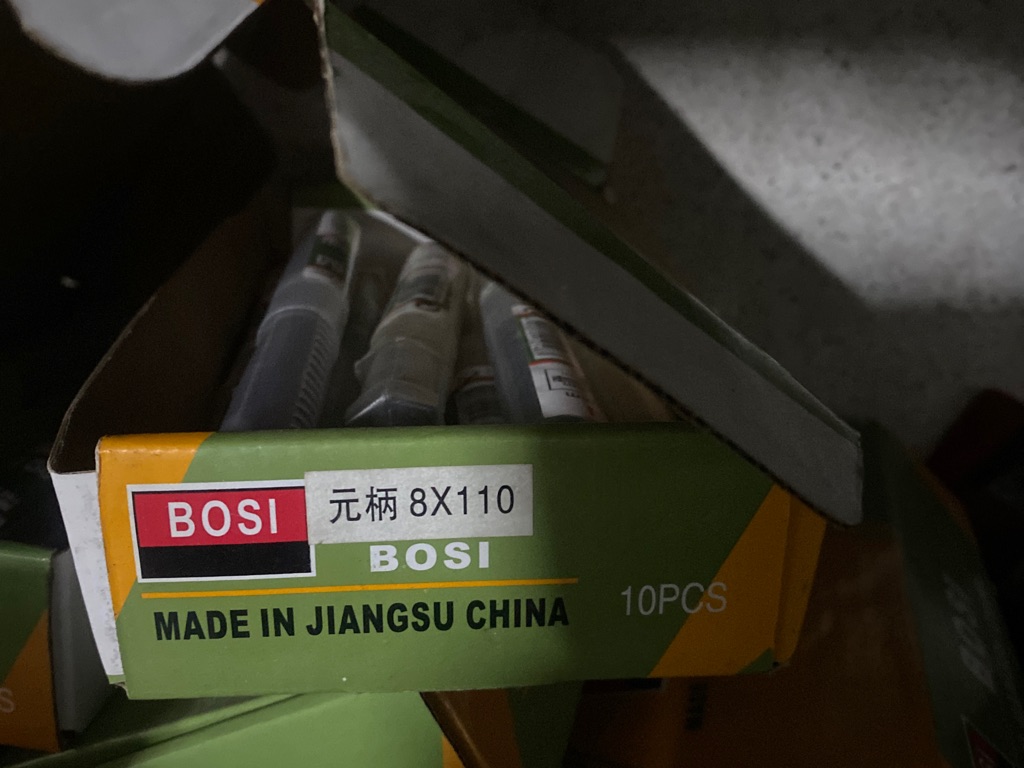 BOSI
元柄 8X110
BOSI
MADE IN JIANGSU CHINA
10PCS